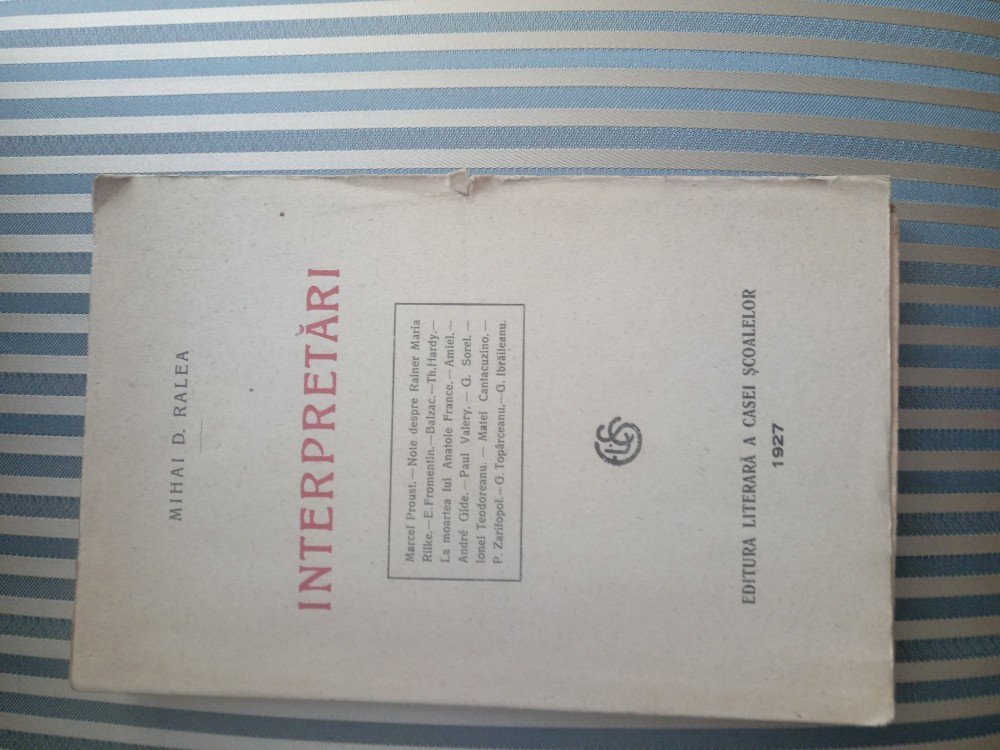 MIHAI D. RALEA
INTERPRETĂRI
Marcel Proust.—Note despre Rainer Maria
Rilke.—E. Fromentin.—Balzac.—Th. Hardy.—
La moartea lui Anatole France.—Amiel.—
André Gide.—Paul Valery.—G. Sorel.—
Ionel Teodoreanu.—Matei Cantacuzino.—
P. Zarifopol.—G. Topârceanu.—G. Ibrăileanu.
EDITURA LITERARĂ A CASEI ȘCOALELOR
1927